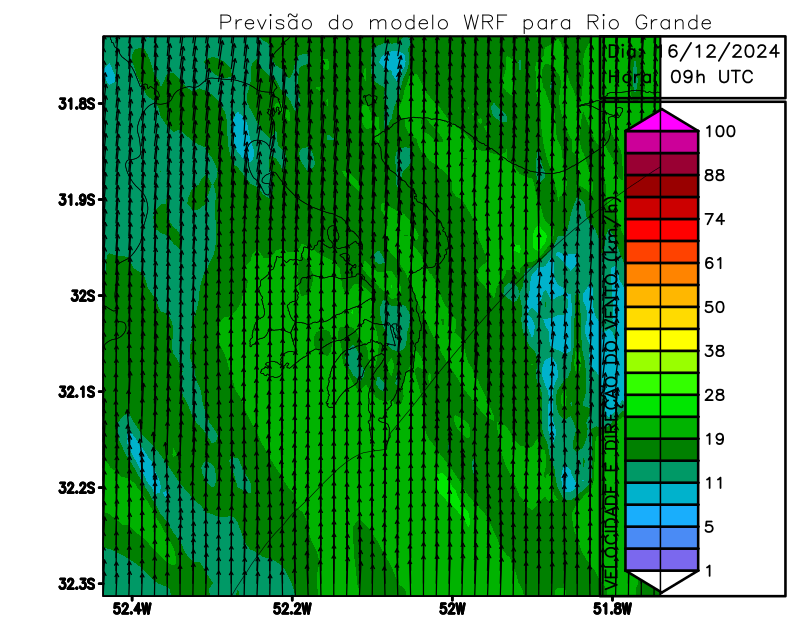 Previsão do modelo WRF para Rio Grande
Dia: 16/12/2024
Hora: 09h UTC
VELOCIDADE E DIREÇÃO DO VENTO (km/h)
100
88
74
61
50
38
28
19
11
5
1
31.8S
31.9S
32S
32.1S
32.2S
32.3S
52.4W
52.2W
52W
51.8W